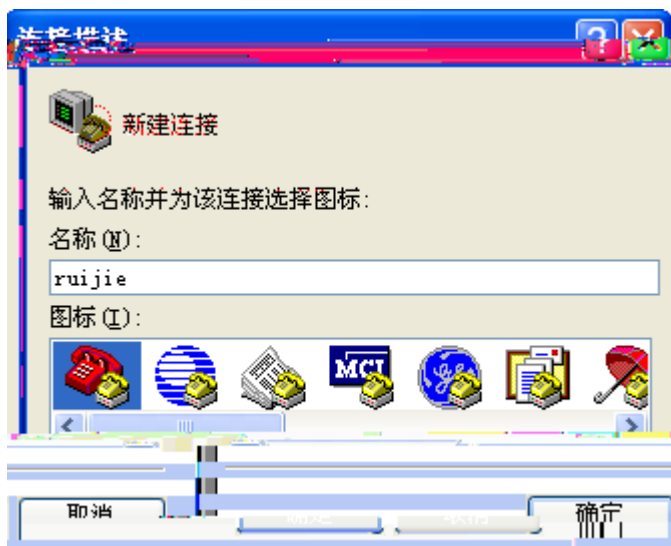 连接描述
新建连接
输入名称并为该连接选择图标:
名称(N):
ruijie
图标(I):
MCI
取消
确定